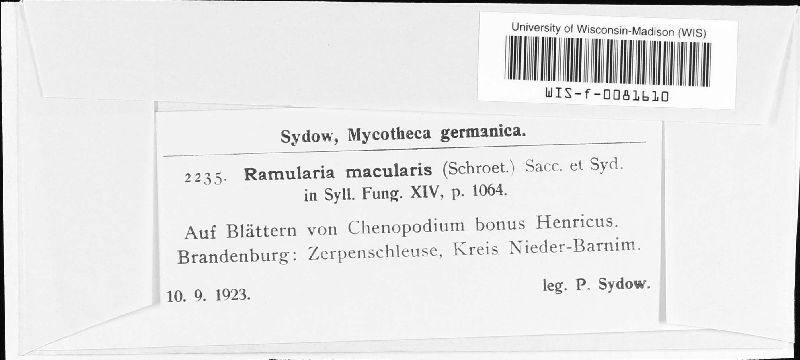 University of Wisconsin-Madison (WIS)
WIS-f-0081610
Sydow, Mycotheca germanica.
2235. Ramularia macularis (Schroet.) Sacc. et Syd.
in Syll. Fung. XIV, p. 1064.
Auf Blättern von Chenopodium bonus Henricus.
Brandenburg: Zerpenschleuse, Kreis Nieder-Barnim.
10. 9. 1923.
leg. P. Sydow.